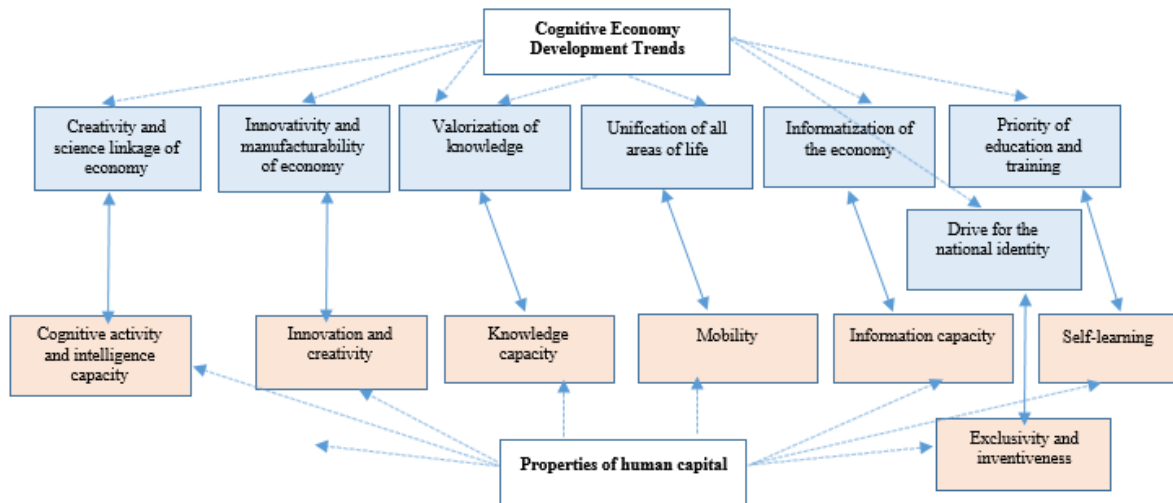 Cognitive Economy
Development Trends
Creativity and
science linkage of
economy
Innovativity and
manufacturability
of economy
Valorization of
knowledge
Unification of all
areas of life
Informatization of
the economy
Priority of
education and
training
Drive for the
national identity
Cognitive activity
and intelligence
capacity
Innovation and
creativity
Knowledge
capacity
Mobility
Information capacity
Self-learning
Exclusivity and
inventiveness
Properties of human capital